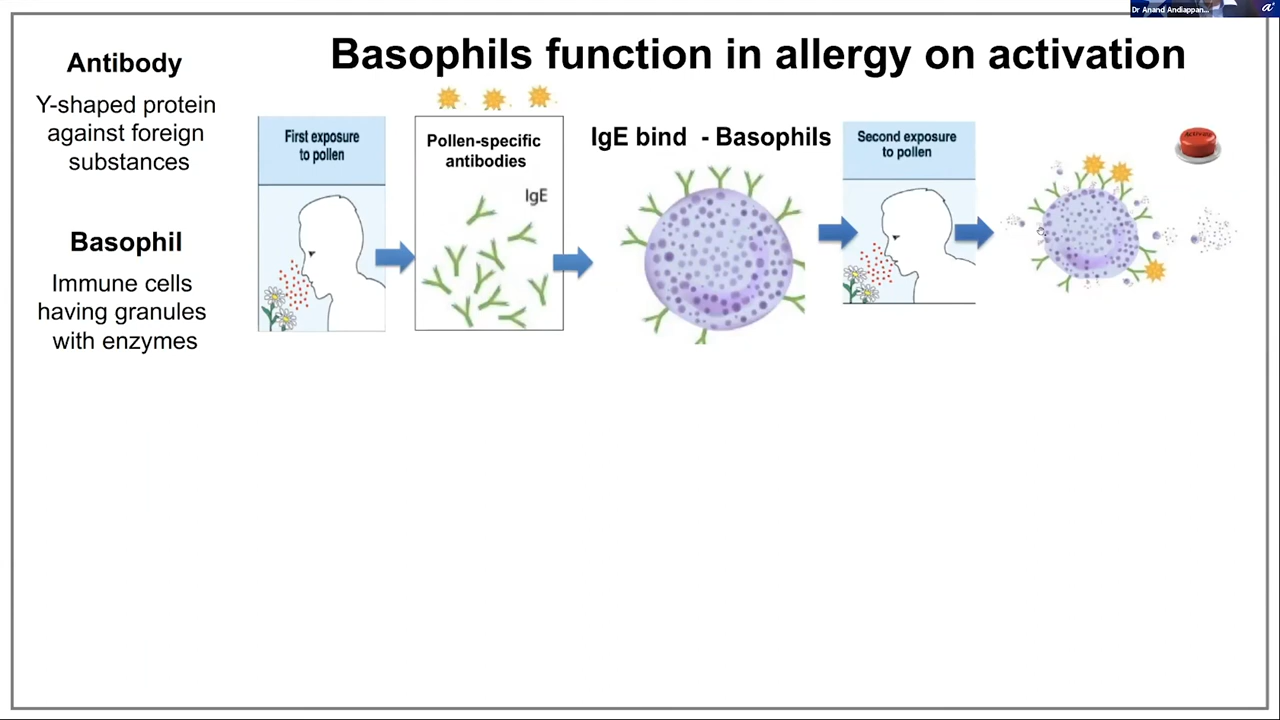 Dr Anand Andiappan...
Basophils function in allergy on activation
Antibody
Y-shaped protein
against foreign
substances
Basophil
Immune cells
having granules
with enzymes
First exposure
to pollen
Pollen-specific
antibodies
IgE
IgE bind - Basophils
Second exposure
to pollen
Activate